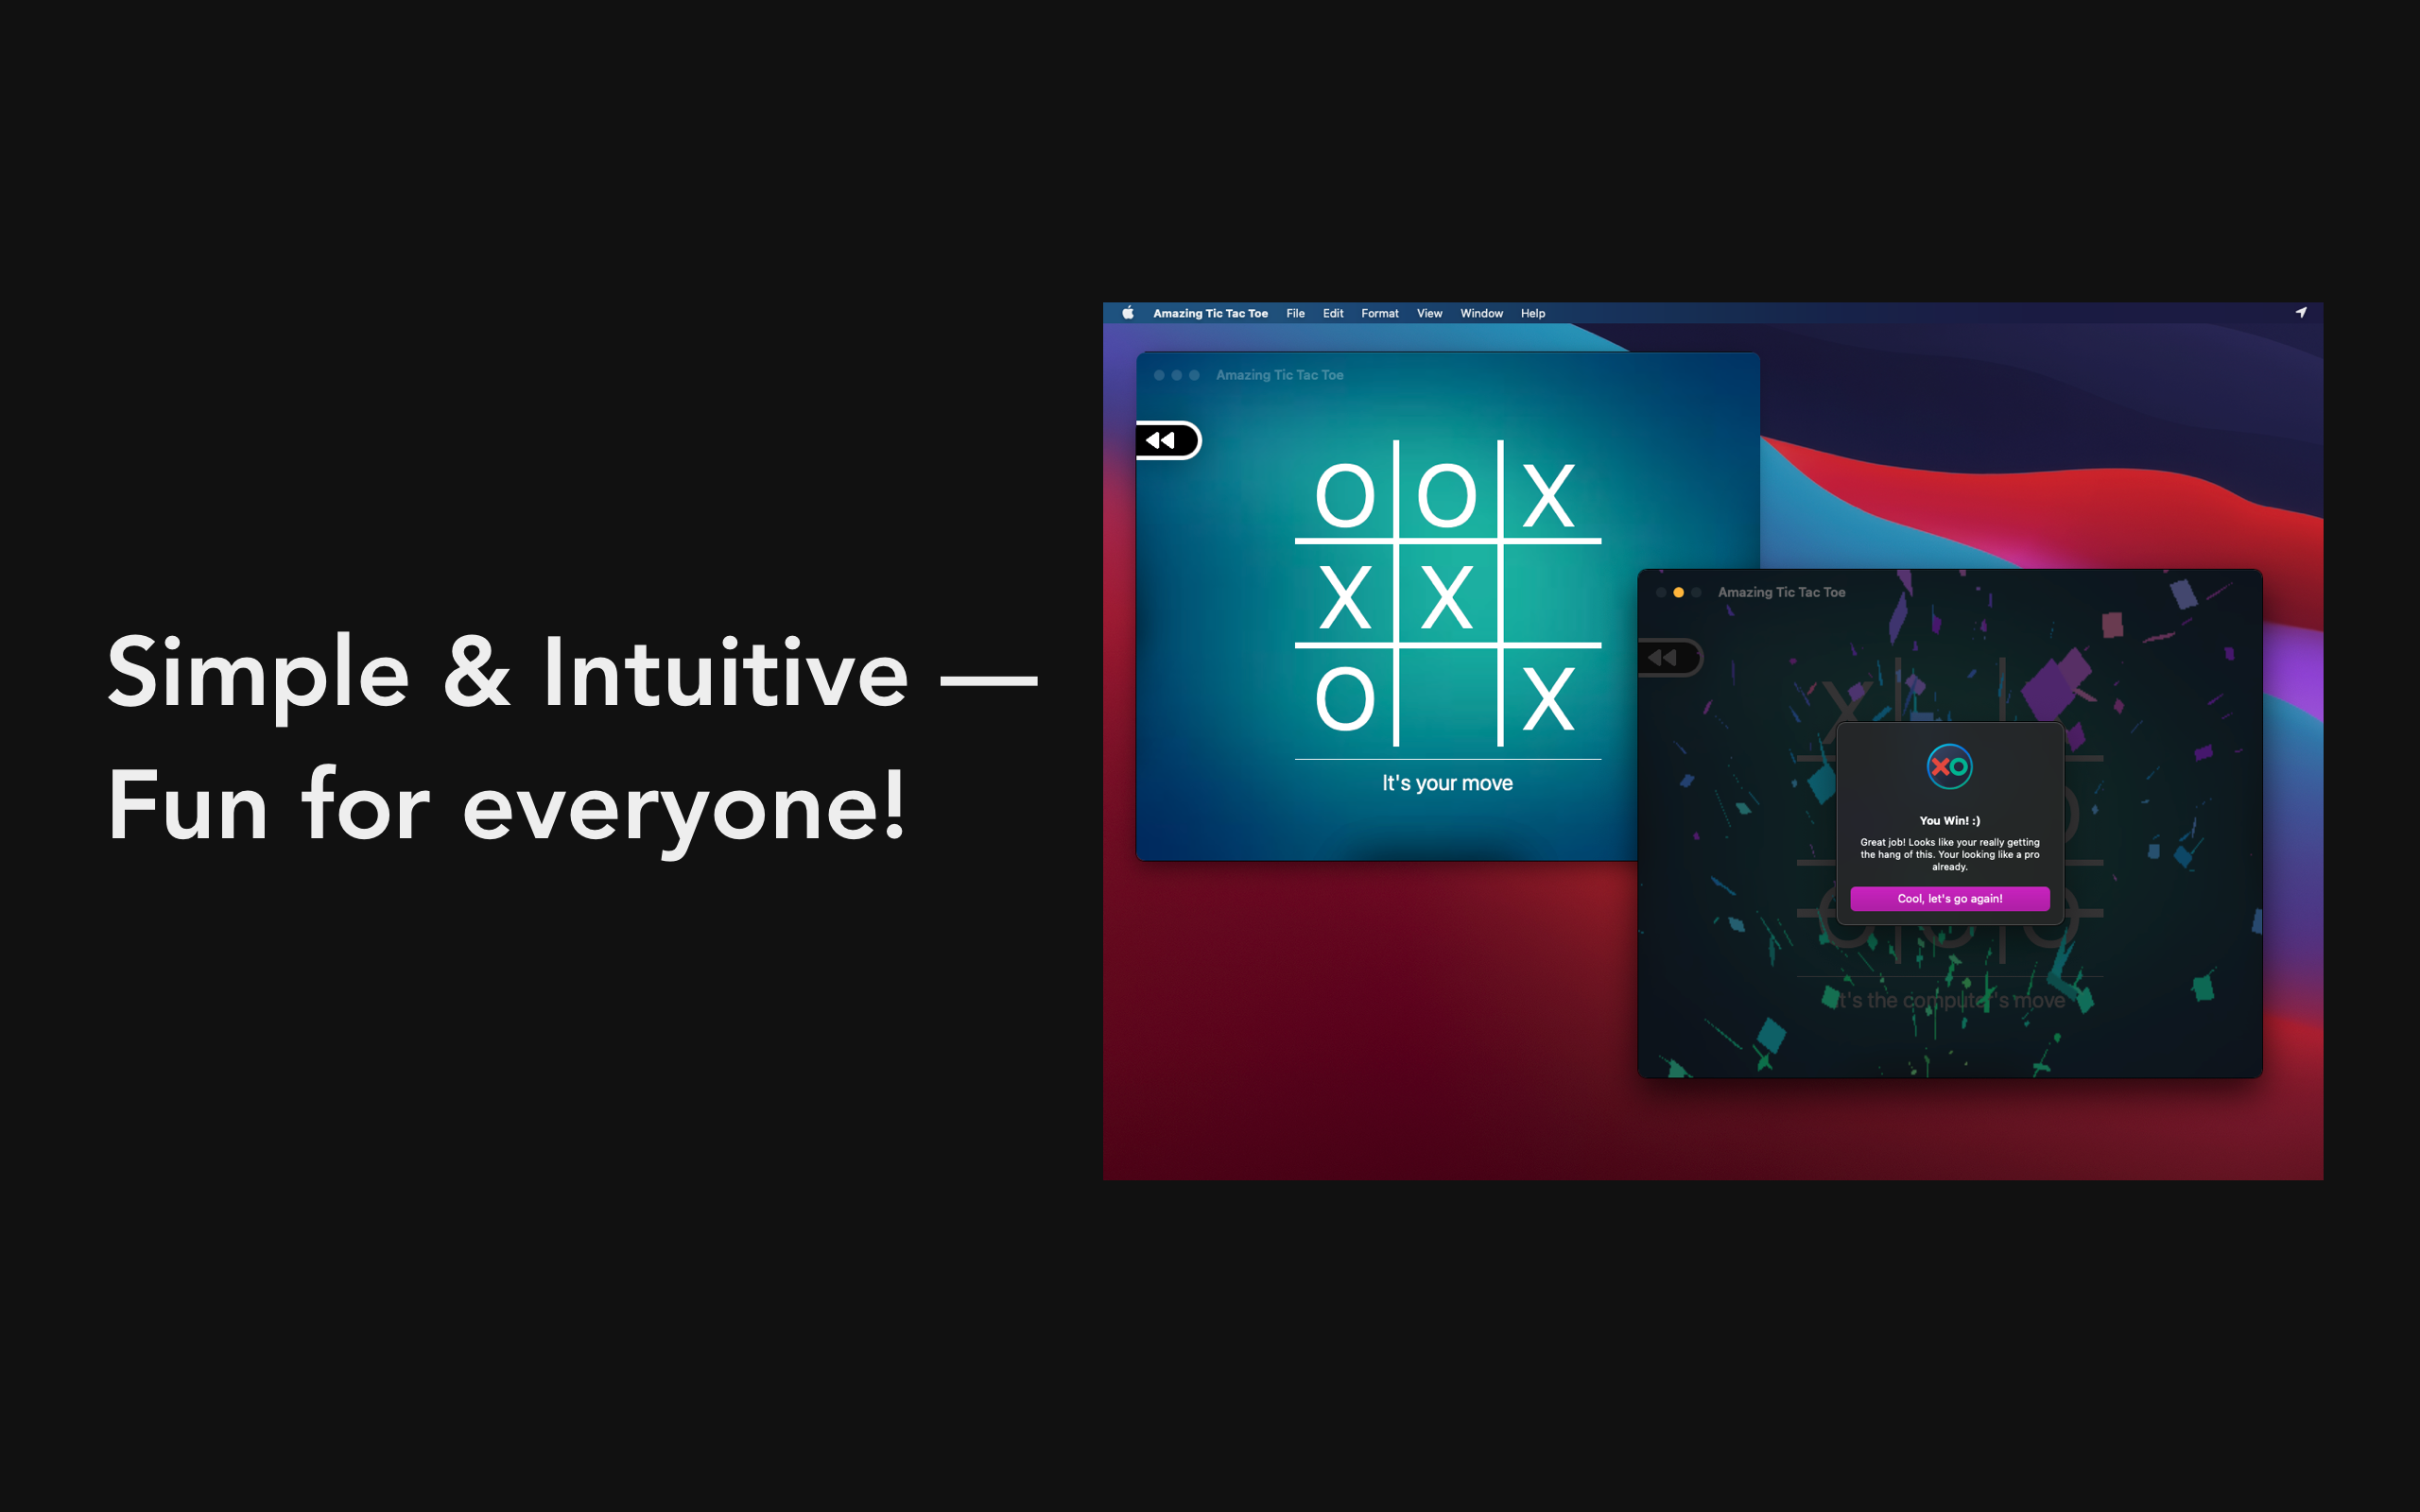 Simple & Intuitive —
Fun for everyone!
Amazing Tic Tac Toe File Edit Format View Window Help
Amazing Tic Tac Toe
O O X
X X
O X
It's your move
Amazing Tic Tac Toe
X
XO
You Win! :)
Great job! Looks like your really getting
the hang of this. Your looking like a pro
already.
Cool, let's go again!
O O O
It's the computer's move